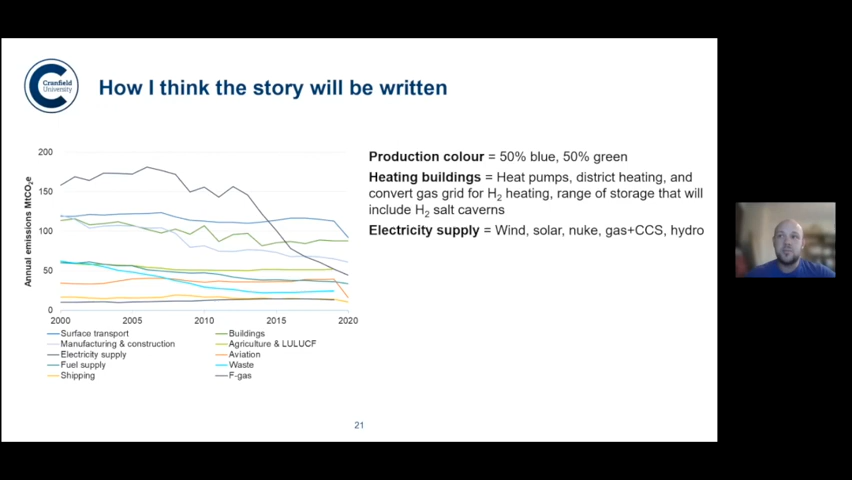 Cranfield
University
How I think the story will be written
Annual emissions MtCO₂e
200
150
100
50
0
2000
2005
2010
2015
2020
Surface transport
Buildings
Manufacturing & construction
Agriculture & LULUCF
Electricity supply
Aviation
Fuel supply
Waste
Shipping
F-gas
Production colour = 50% blue, 50% green
Heating buildings = Heat pumps, district heating, and
convert gas grid for H₂ heating, range of storage that will
include H₂ salt caverns
Electricity supply = Wind, solar, nuke, gas+CCS, hydro
21